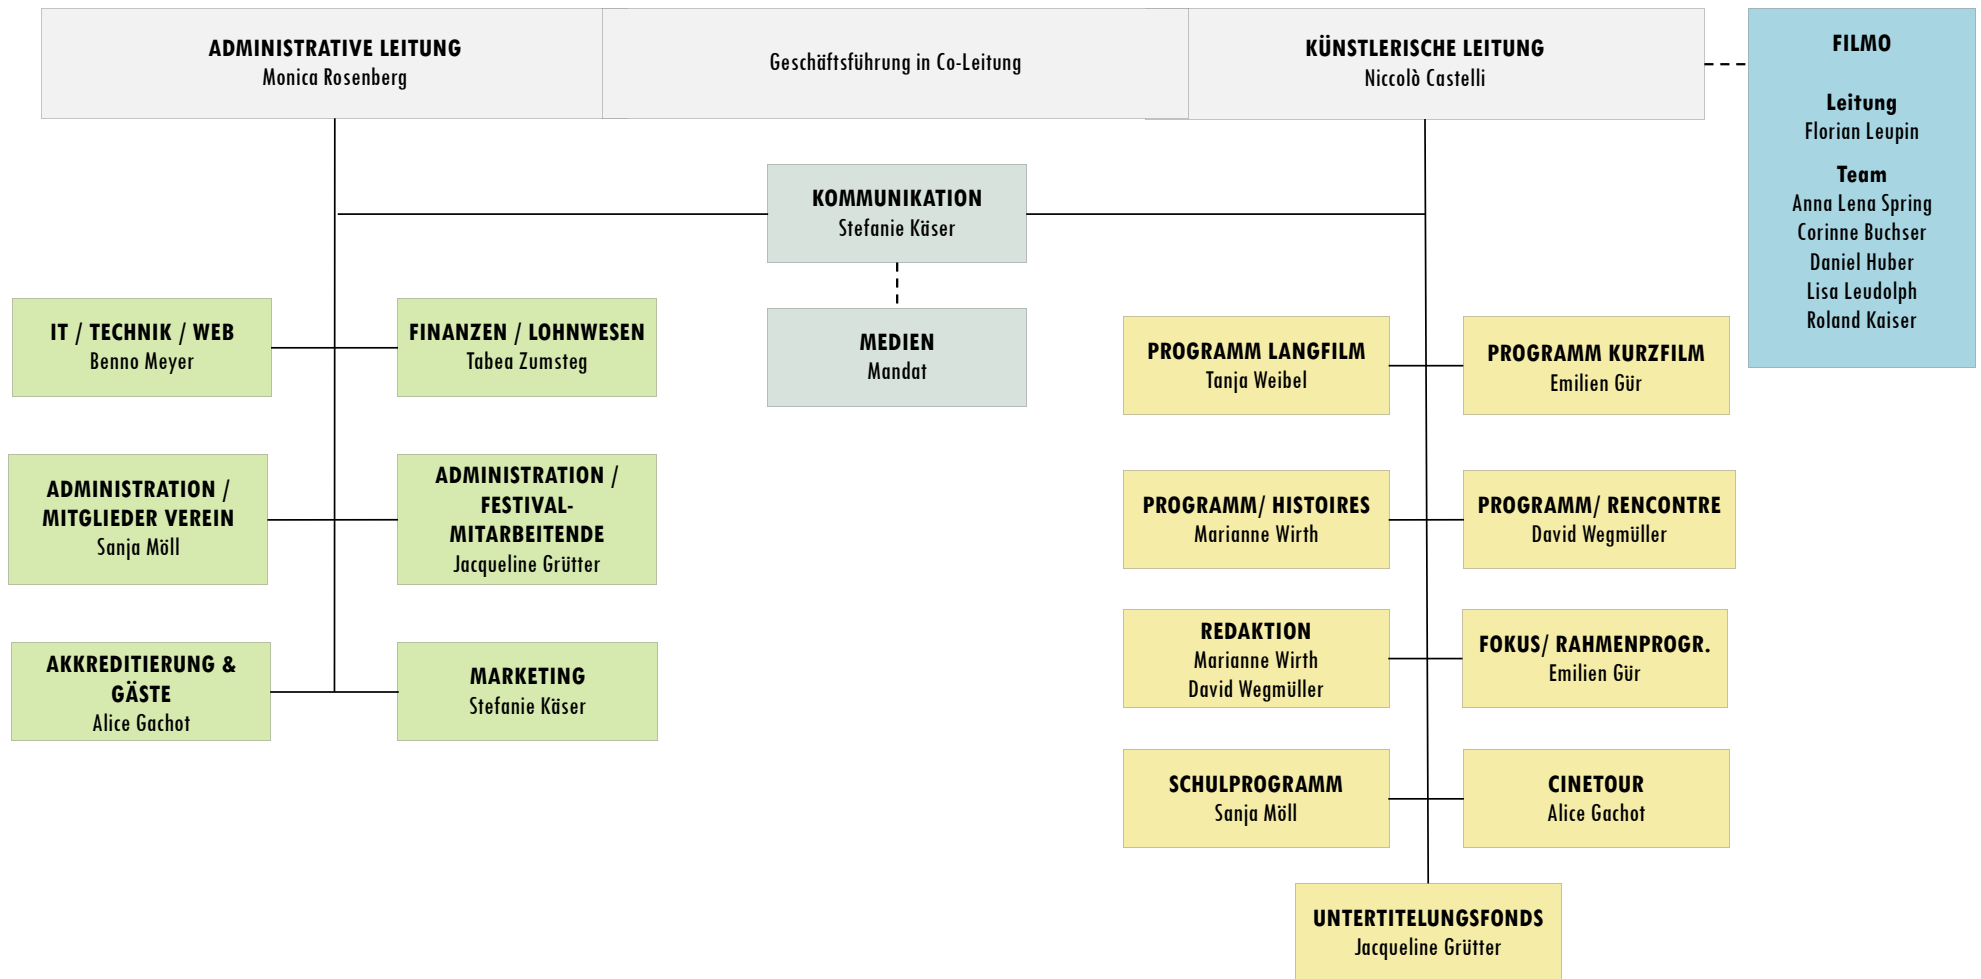 ADMINISTRATIVE LEITUNG
Monica Rosenberg
Geschäftsführung in Co-Leitung
KÜNSTLERISCHE LEITUNG
Niccolò Castelli
FILMO
Leitung
Florian Leupin
Team
Anna Lena Spring
Corinne Buchser
Daniel Huber
Lisa Leudolph
Roland Kaiser
KOMMUNIKATION
Stefanie Käser
MEDIEN
Mandat
IT / TECHNIK / WEB
Benno Meyer
FINANZEN / LOHNWESEN
Tabea Zumsteg
ADMINISTRATION /
MITGLIEDER VEREIN
Sanja Möll
ADMINISTRATION /
FESTIVAL-
MITARBEITENDE
Jacqueline Grütter
AKKREDITIERUNG &
GÄSTE
Alice Gachot
MARKETING
Stefanie Käser
PROGRAMM LANGFILM
Tanja Weibel
PROGRAMM KURZFILM
Emilien Gür
PROGRAMM/ HISTOIRES
Marianne Wirth
PROGRAMM/ RENCONTRE
David Wegmüller
REDAKTION
Marianne Wirth
David Wegmüller
FOKUS/ RAHMENPROGR.
Emilien Gür
SCHULPROGRAMM
Sanja Möll
CINETOUR
Alice Gachot
UNTERTITELUNGSFONDS
Jacqueline Grütter